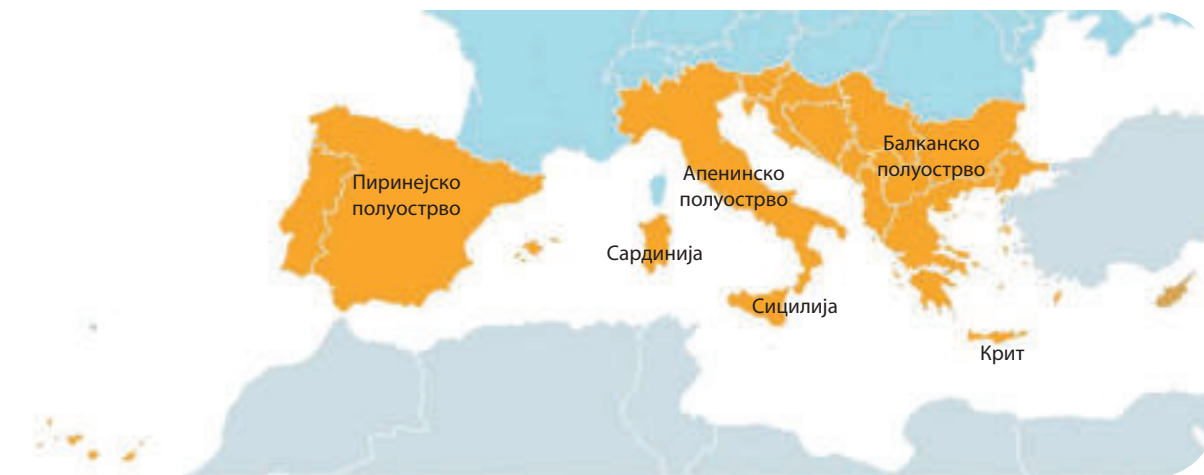 Пиринејско
полуострво
Апенинско
полуострво
Балканско
полуострво
Сардинија
Сицилија
Крит